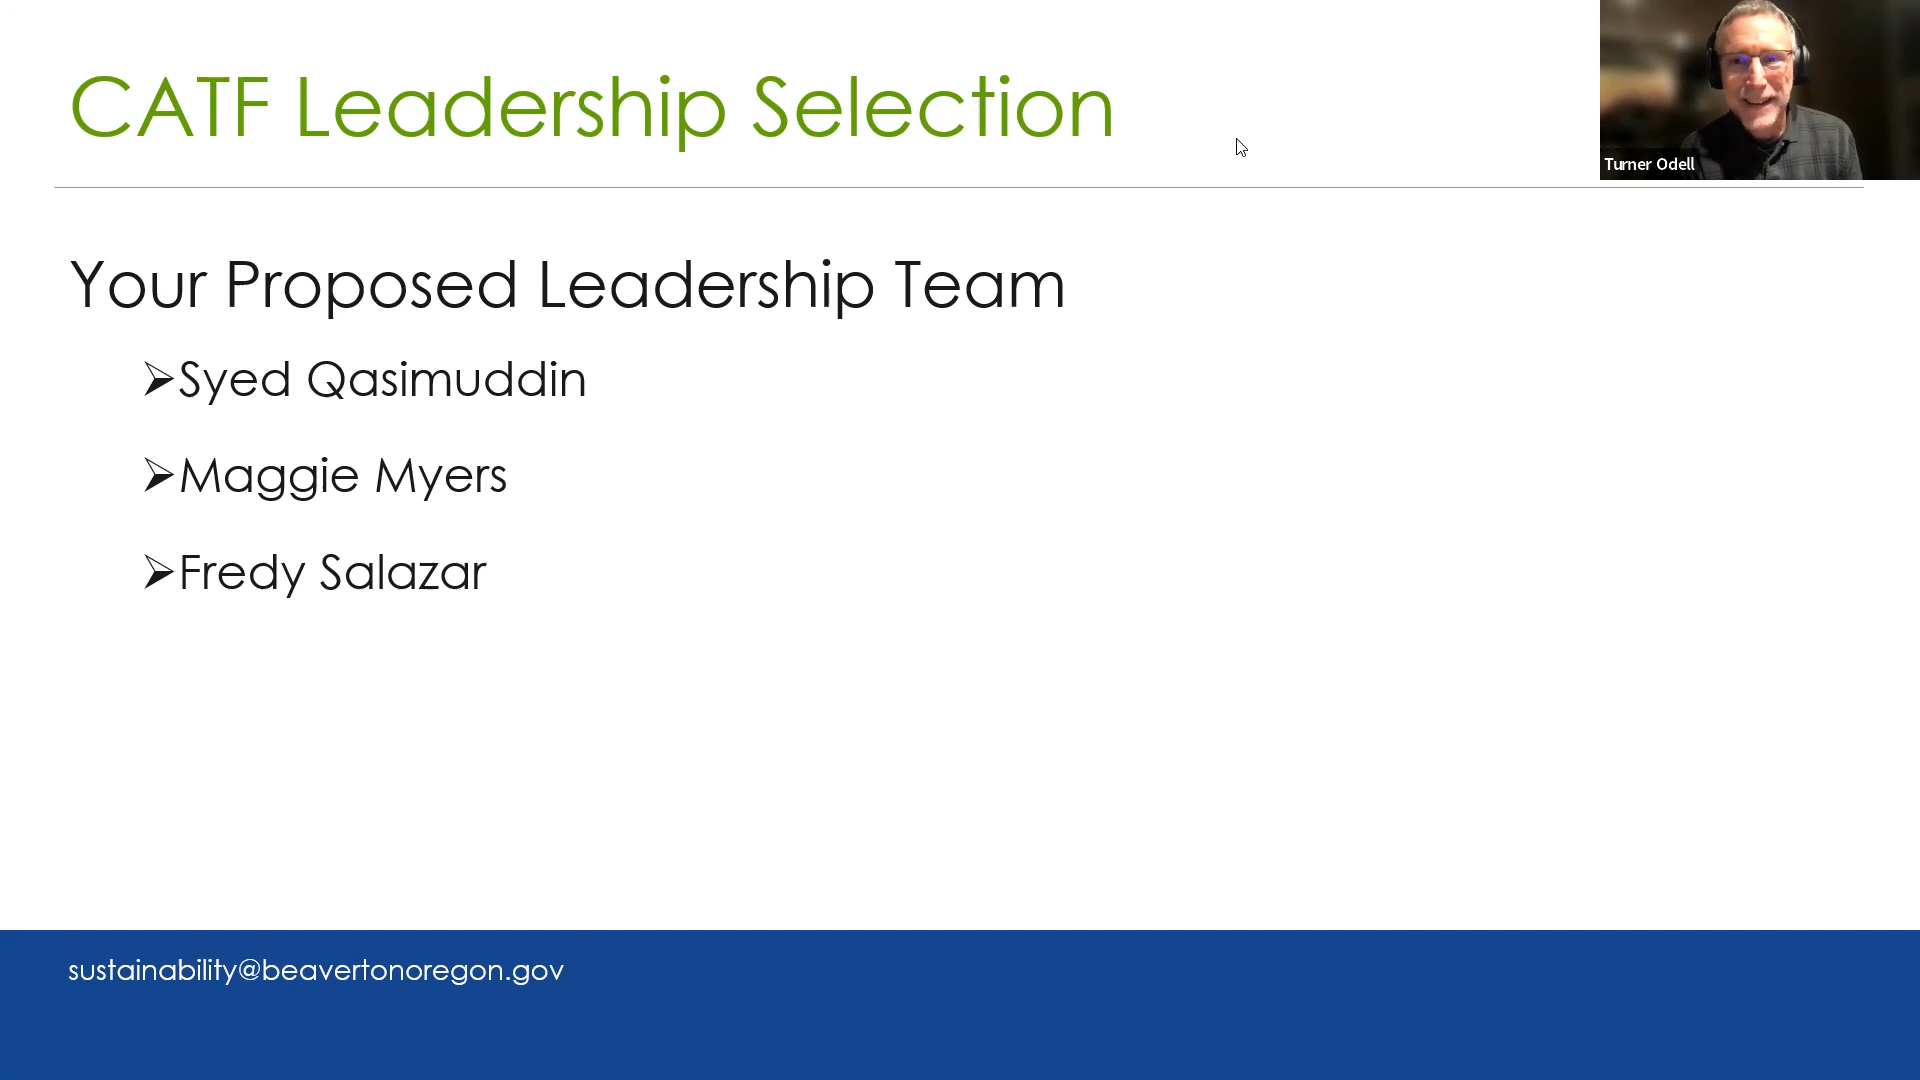 CATF Leadership Selection
Turner Odell
Your Proposed Leadership Team
➢Syed Qasimuddin
➢Maggie Myers
➢Fredy Salazar
sustainability@beavertonoregon.gov